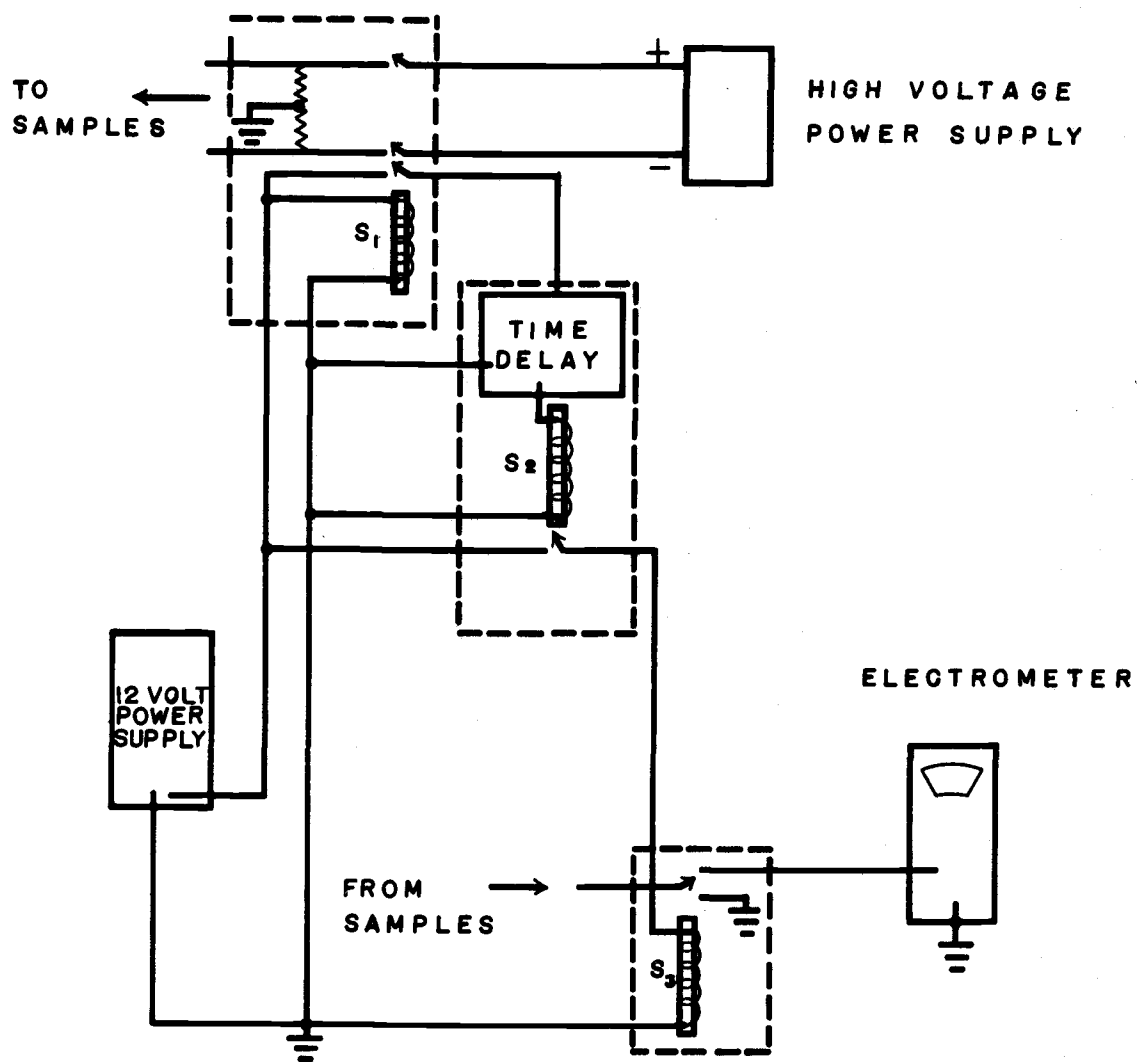 TO
SAMPLES
+
−
HIGH VOLTAGE
POWER SUPPLY
S1
TIME
DELAY
S2
12 VOLT
POWER
SUPPLY
ELECTROMETER
FROM
SAMPLES
S3